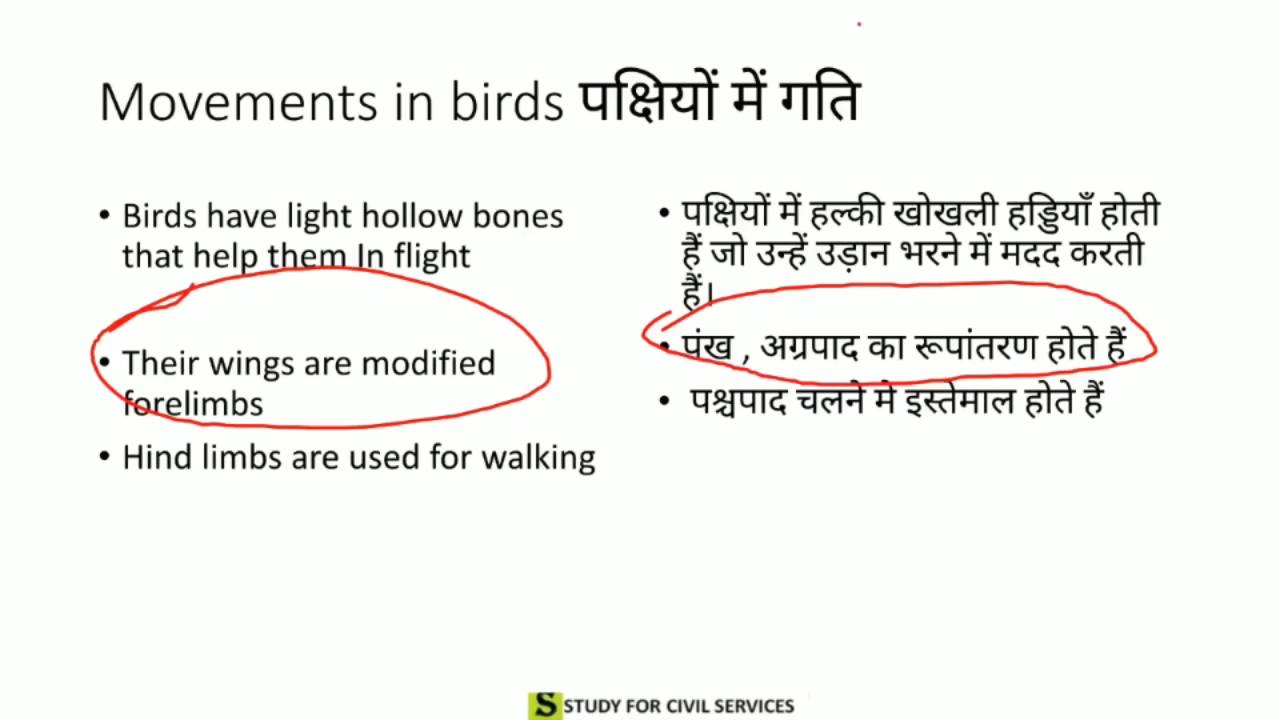 Movements in birds पक्षियों में गति
• Birds have light hollow bones
that help them In flight
• Their wings are modified
forelimbs
• Hind limbs are used for walking
• पक्षियों में हल्की खोखली हड्डियाँ होती
हैं जो उन्हें उड़ान भरने में मदद करती
हैं।
• पंख , अग्रपाद का रूपांतरण होते हैं
• पश्चपाद चलने मे इस्तेमाल होते हैं
S STUDY FOR CIVIL SERVICES